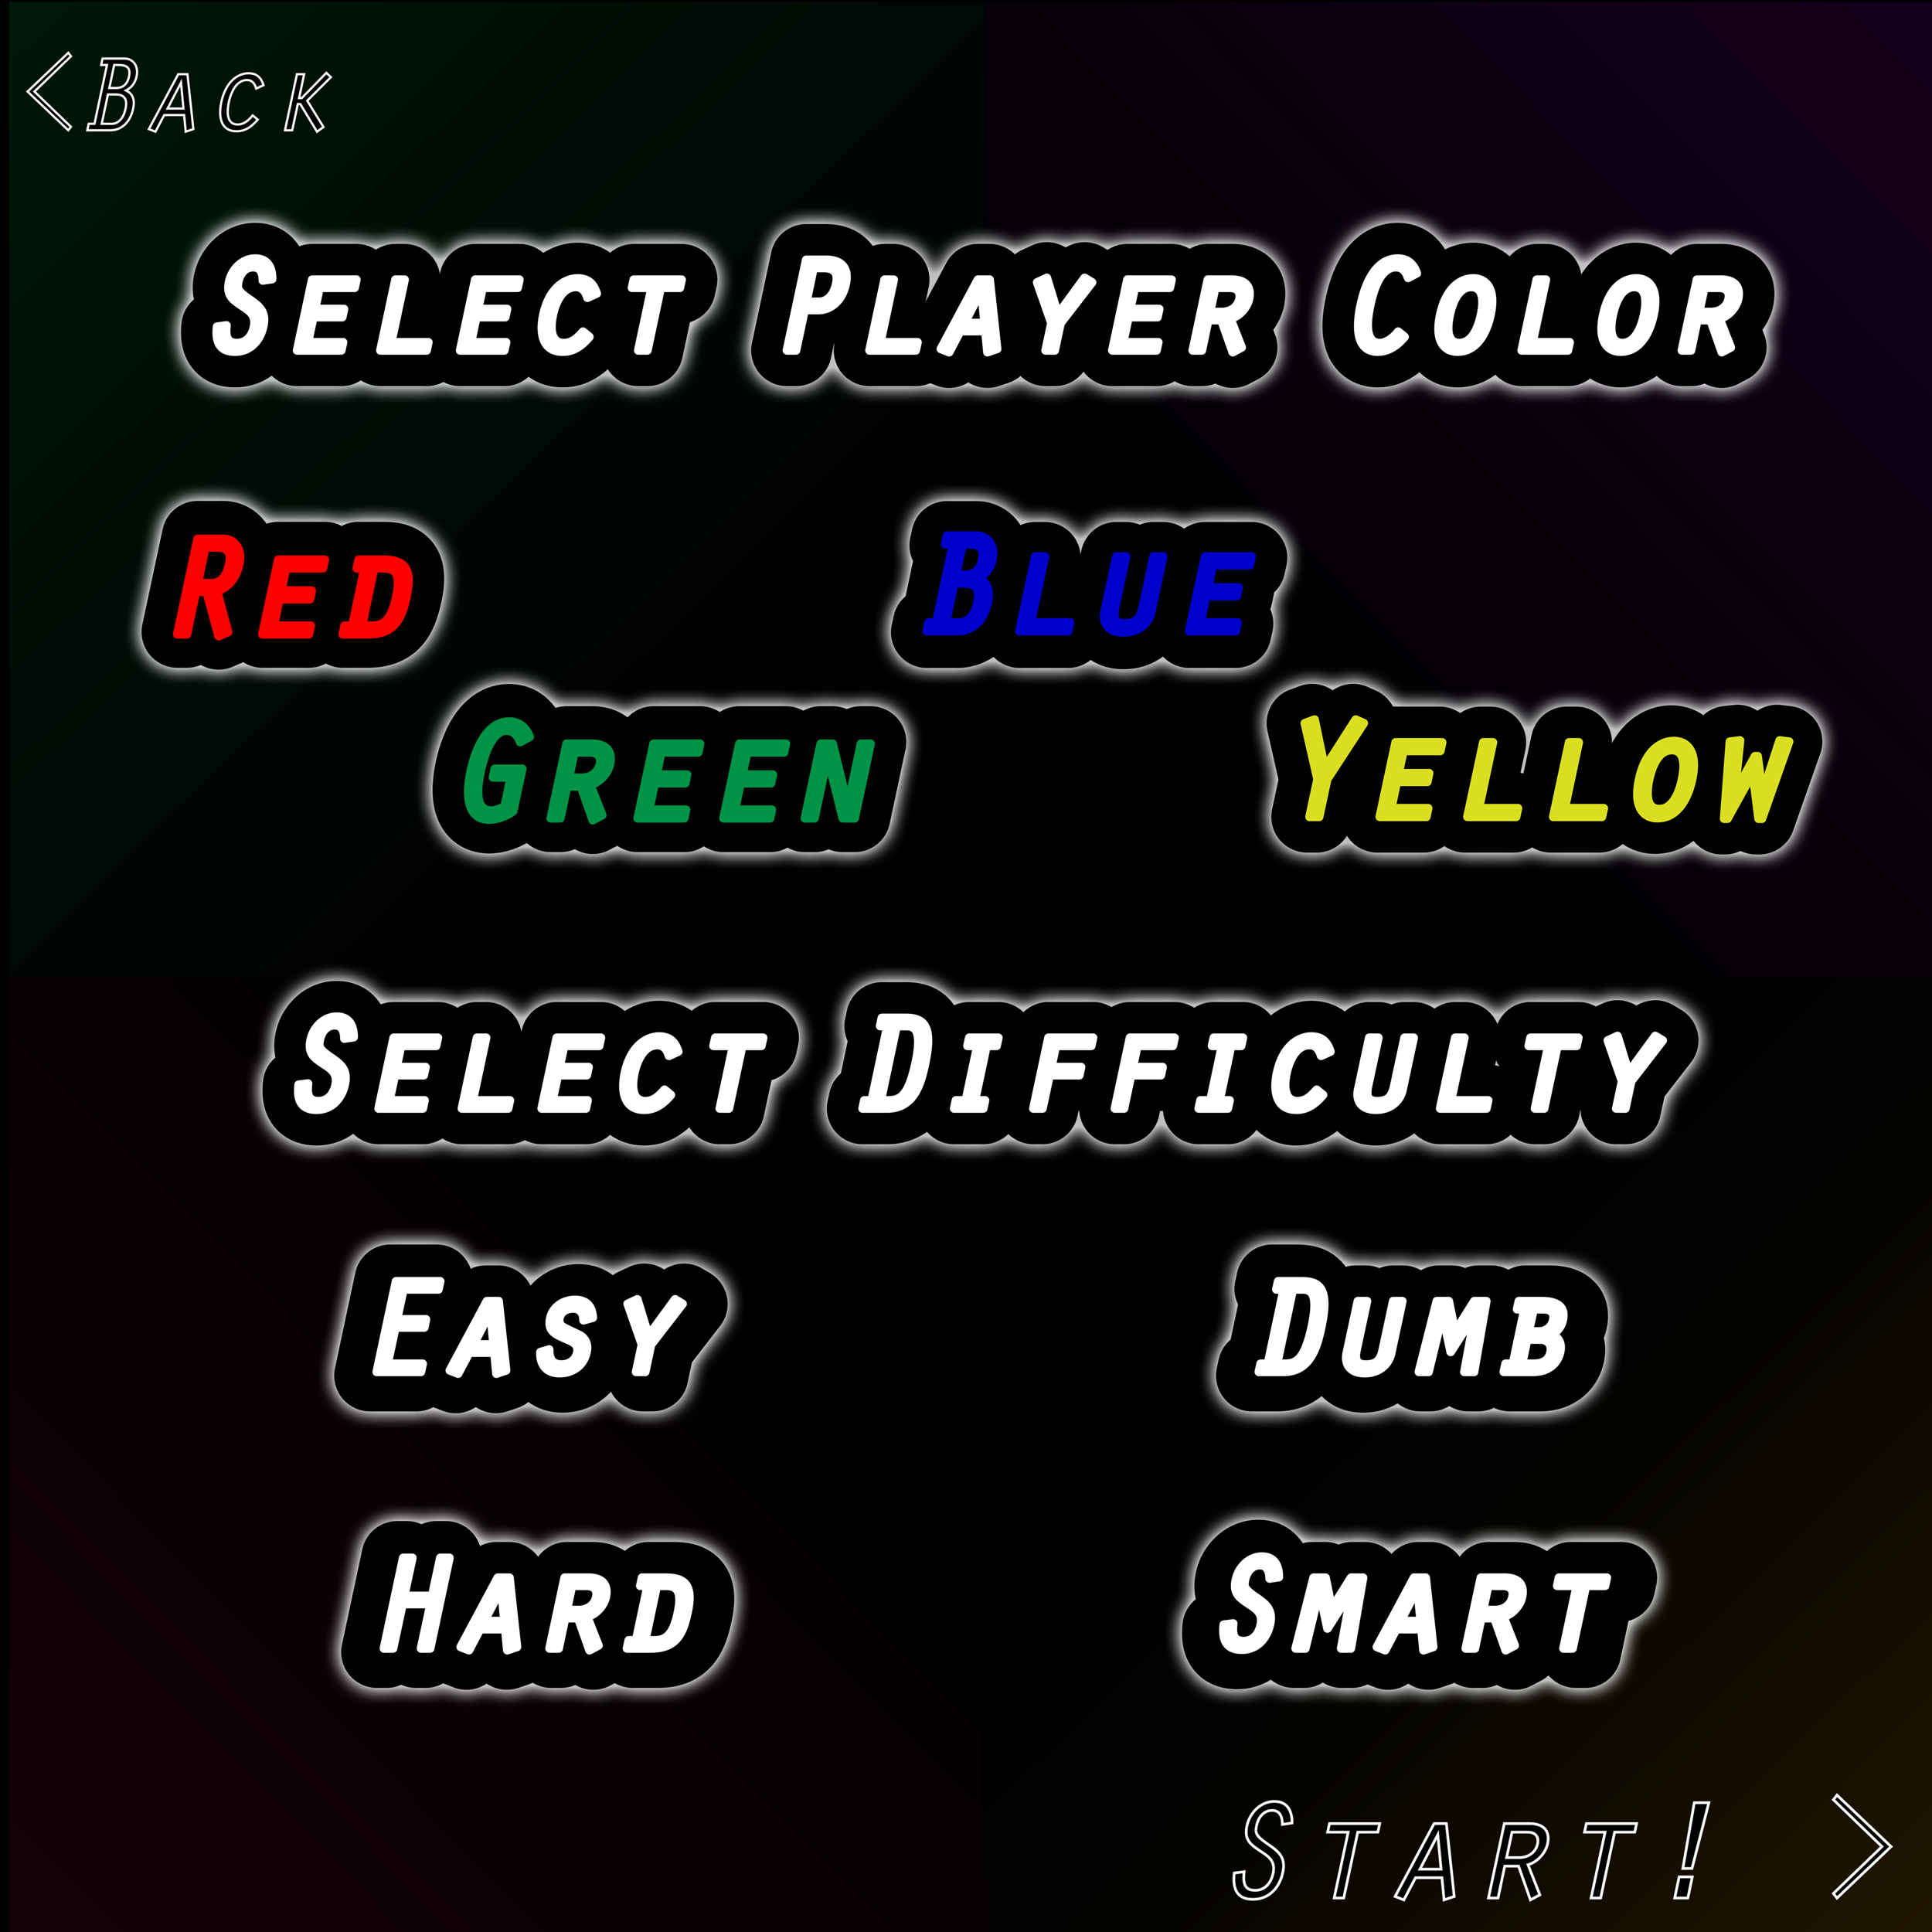 <Back
Select Player Color
Red Blue
Green Yellow
Select Difficulty
Easy Dumb
Hard Smart
Start! >